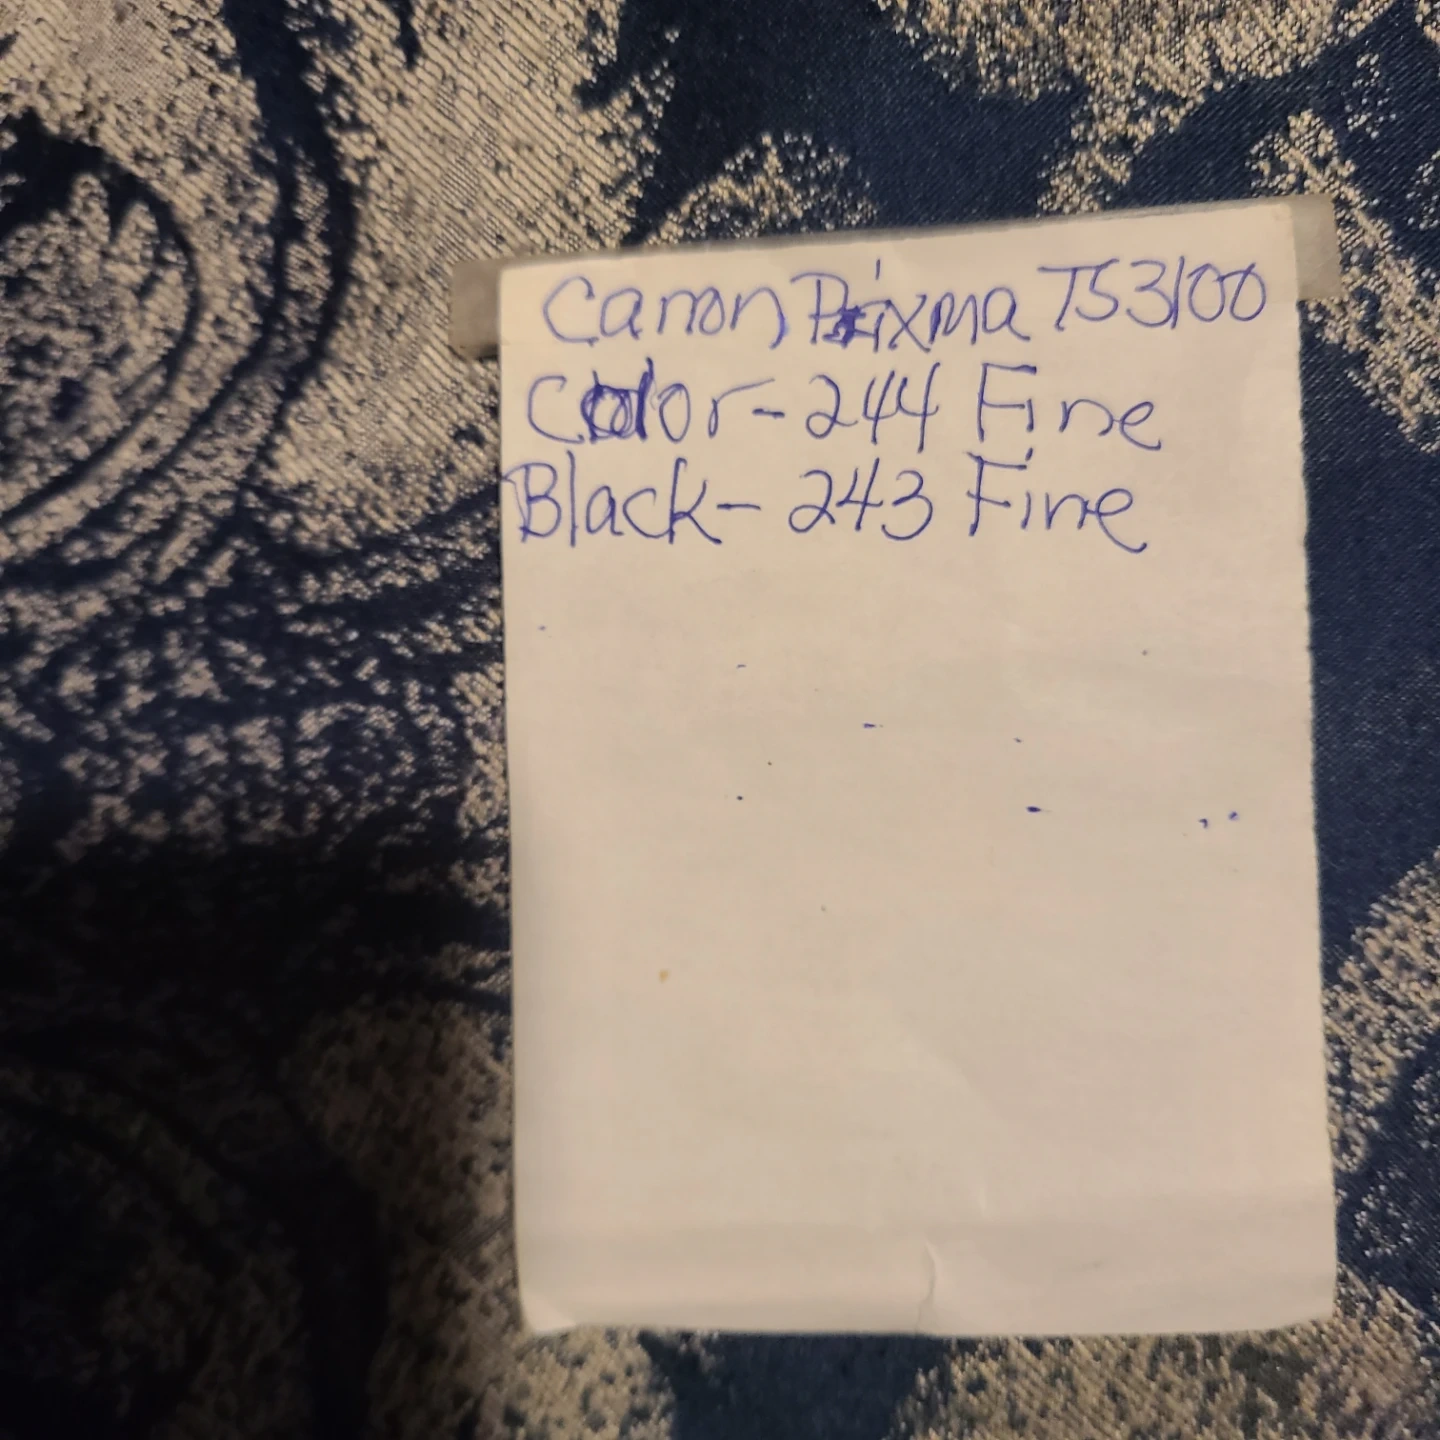 Canon Pixma TS3100
Color - 244 Fine
Black - 243 Fine